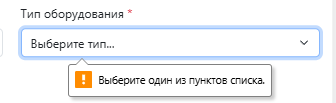 Тип оборудования *
Выберите тип...
Выберите один из пунктов списка.